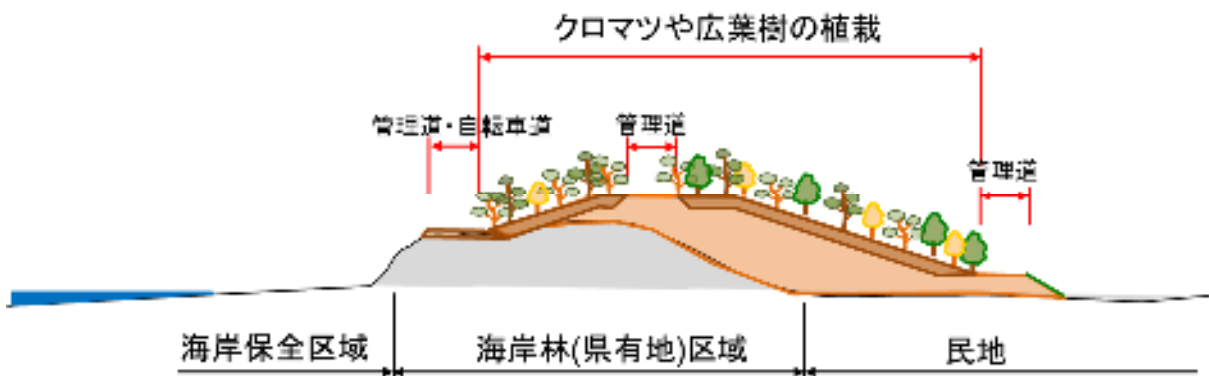 クロマツや広葉樹の植栽
管理道・自転車道
管理道
管理道
海岸保全区域
海岸林(県有地)区域
民地